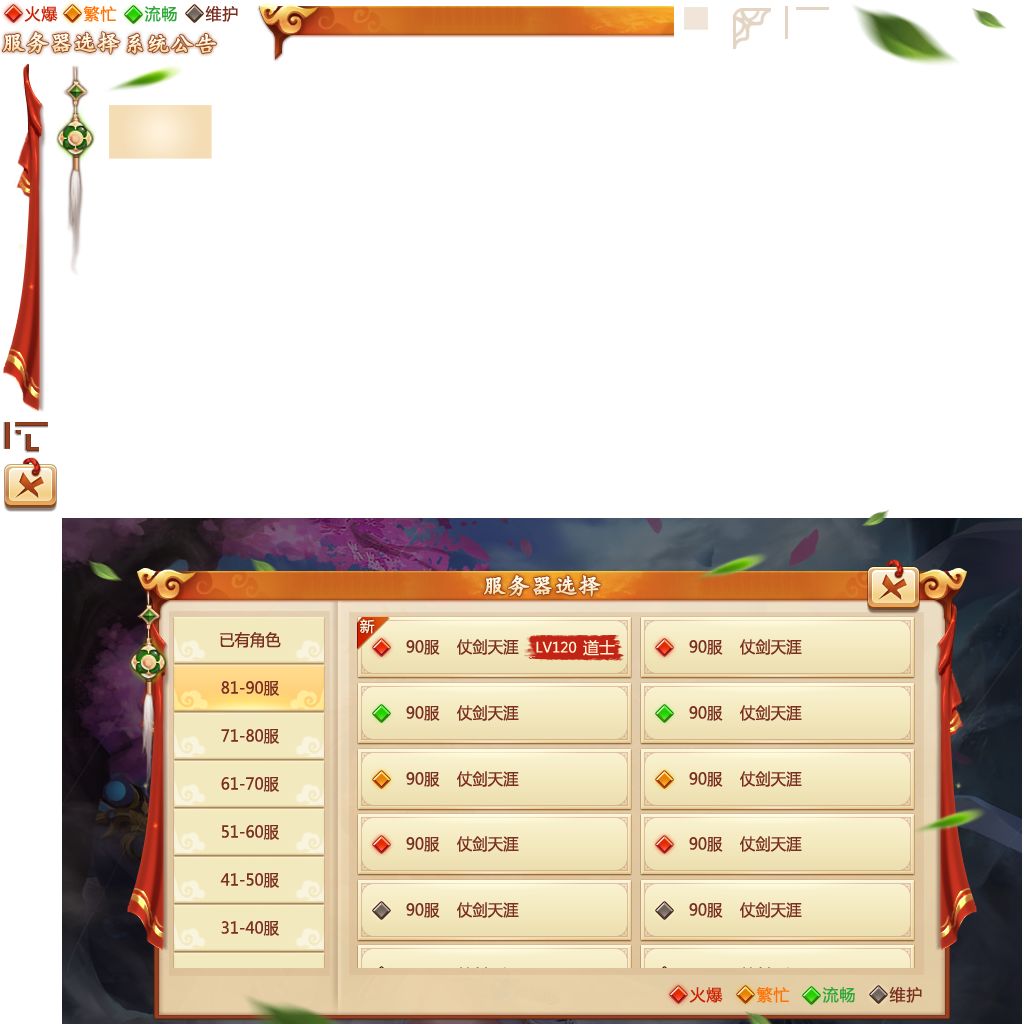 火爆 繁忙 流畅 维护
服务器选择 系统公告
服务器选择
已有角色
81-90服
71-80服
61-70服
51-60服
41-50服
31-40服
新
90服 仗剑天涯 LV120 道士
90服 仗剑天涯
90服 仗剑天涯
90服 仗剑天涯
90服 仗剑天涯
90服 仗剑天涯
90服 仗剑天涯
90服 仗剑天涯
90服 仗剑天涯
90服 仗剑天涯
火爆 繁忙 流畅 维护